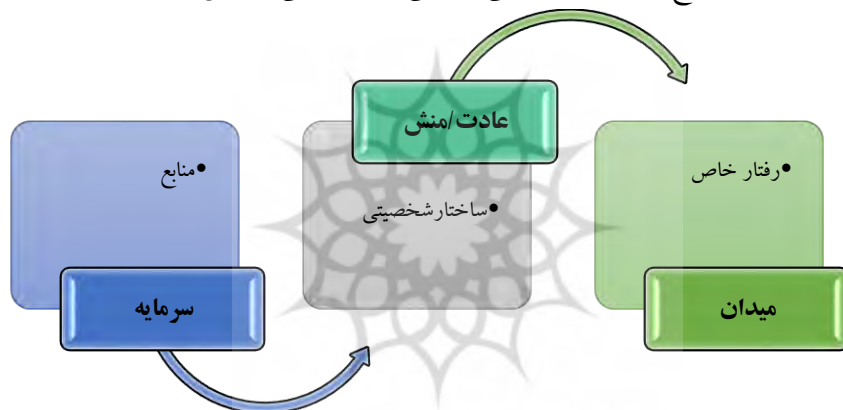 عادت/منش
•رفتار خاص
•منابع
•ساختارشخصیتی
میدان
سرمایه